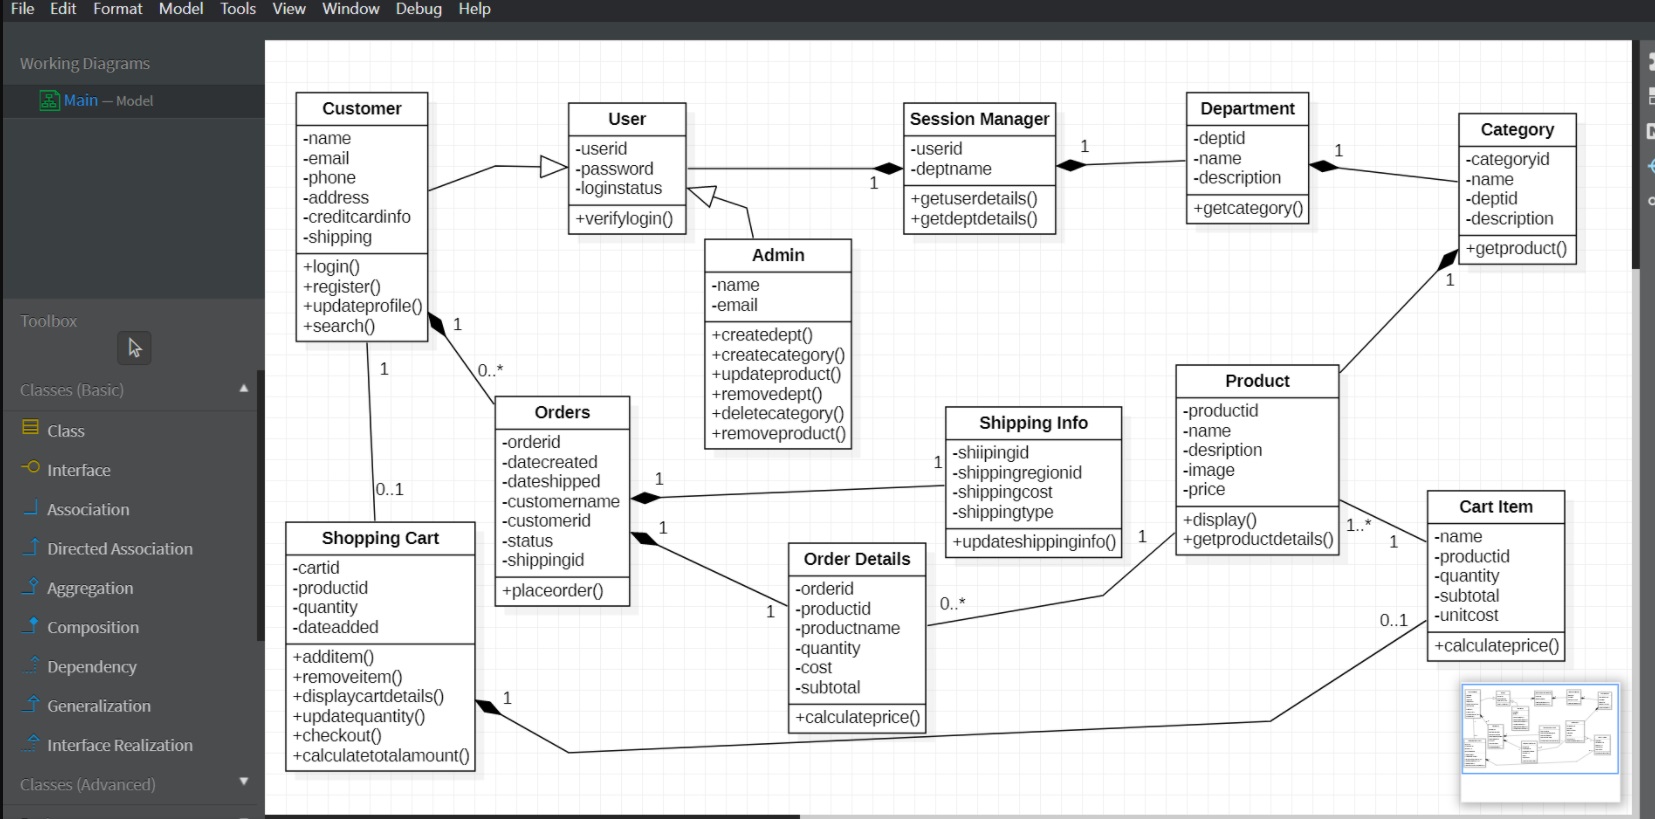 File Edit Format Model Tools View Window Debug Help
Working Diagrams
Main — Model
Toolbox
Classes (Basic)
Class
Interface
Association
Directed Association
Aggregation
Composition
Dependency
Generalization
Interface Realization
Classes (Advanced)
Customer
-name
-email
-phone
-address
-creditcardinfo
-shipping
+login()
+register()
+updateprofile()
+search()
1
0..*
1
0..1
User
-userid
-password
-loginstatus
+verifylogin()
1
Session Manager
-userid
-deptname
+getuserdetails()
+getdeptdetails()
1
Department
-deptid
-name
-description
+getcategory()
1
Category
-categoryid
-name
-deptid
-description
+getproduct()
1
Admin
-name
-email
+createdept()
+createcategory()
+updateproduct()
+removedept()
+deletecategory()
+removeproduct()
Orders
-orderid
-datecreated
-dateshipped
-customername
-customerid
-status
-shippingid
+placeorder()
1
1
1
1
Shipping Info
-shiipingid
-shippingregionid
-shippingcost
-shippingtype
+updateshippinginfo()
Product
-productid
-name
-desription
-image
-price
+display()
+getproductdetails()
1
0..*
1..*
1
Cart Item
-name
-productid
-quantity
-subtotal
-unitcost
+calculateprice()
0..1
Order Details
-orderid
-productid
-productname
-quantity
-cost
-subtotal
+calculateprice()
Shopping Cart
-cartid
-productid
-quantity
-dateadded
+additem()
+removeitem()
+displaycartdetails()
+updatequantity()
+checkout()
+calculatetotalamount()
1